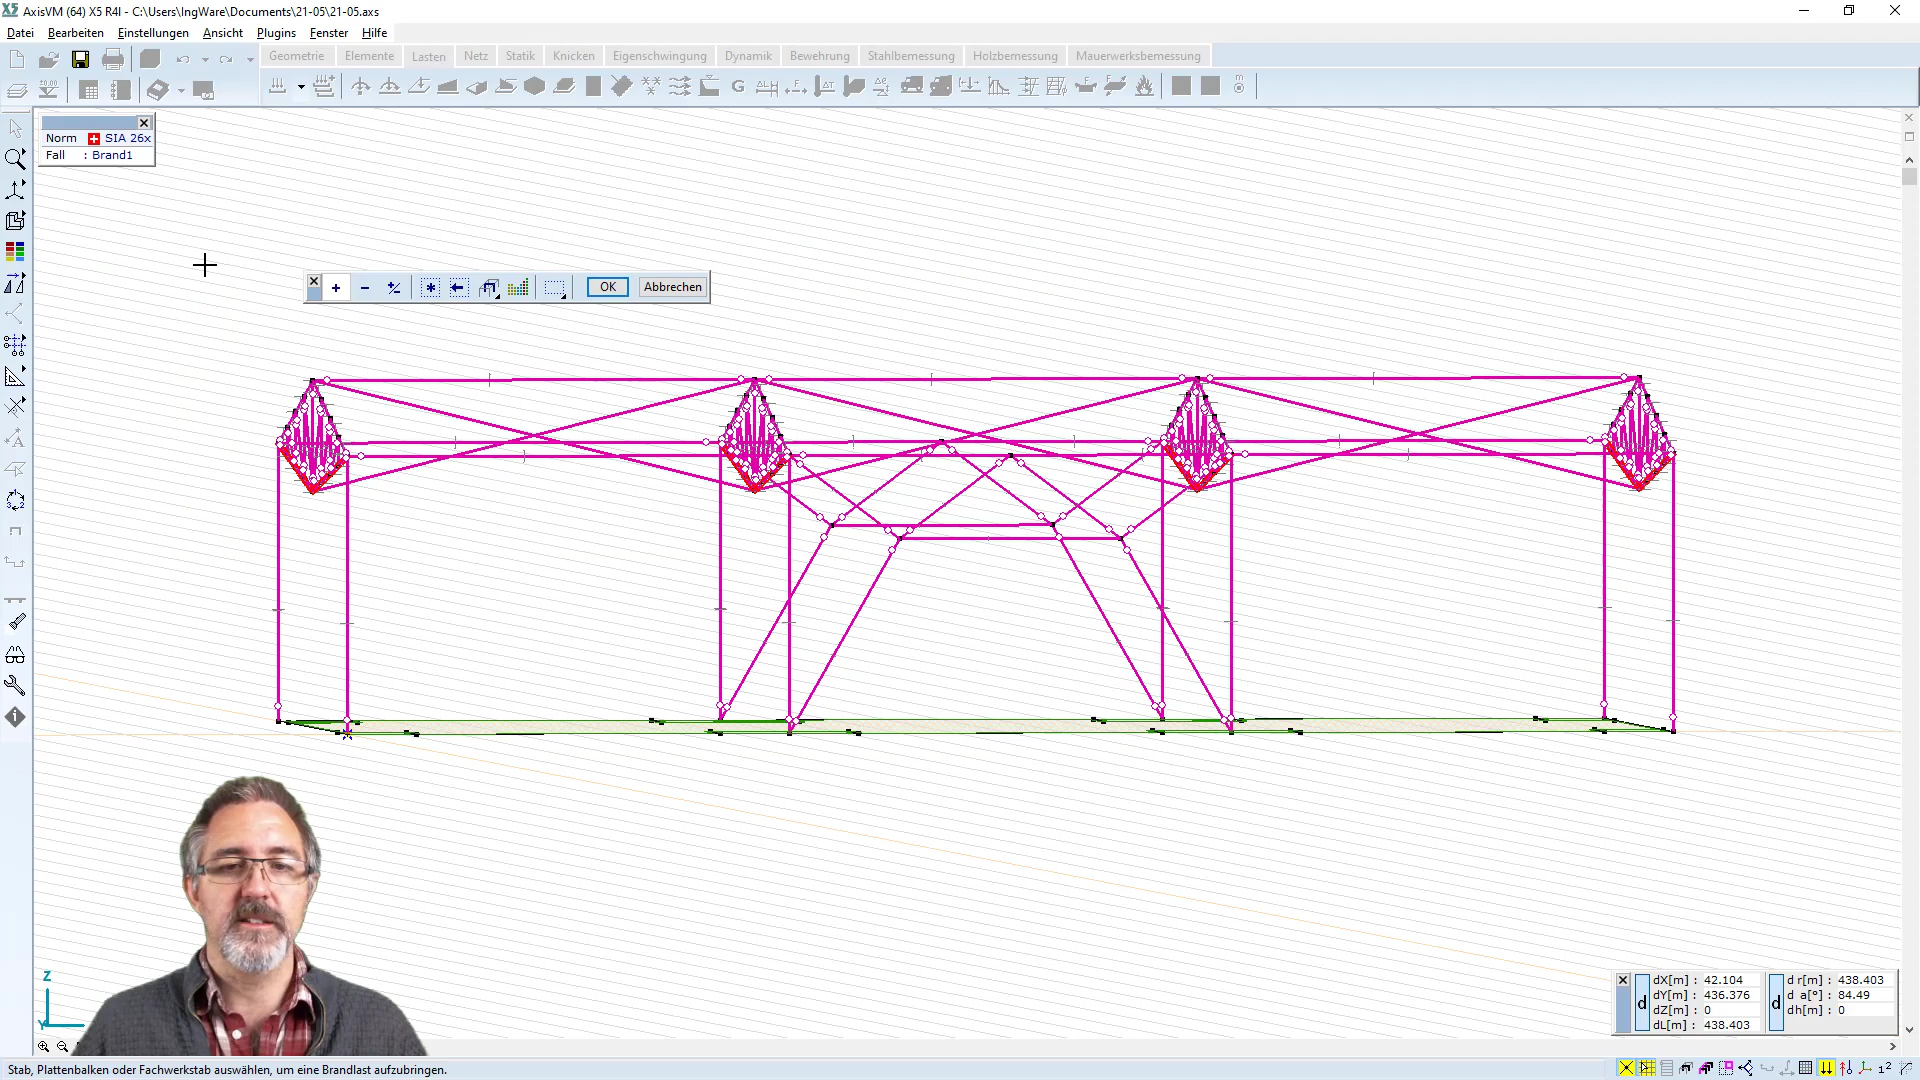 X5 AxisVM (64) X5 R4I - C:\Users\IngWare\Documents\21-05\21-05.axs
Datei Bearbeiten Einstellungen Ansicht Plugins Fenster Hilfe
Geometrie Elemente Lasten Netz Statik Knicken Eigenschwingung Dynamik Bewehrung Stahlbemessung Holzbemessung Mauerwerksbemessung
Norm SIA 26x
Fall : Brand1
OK Abbrechen
Z
Y
dX[m] : 42.104
dY[m] : 436.376
dZ[m] : 0
dL[m] : 438.403
d
d r[m] : 438.403
d a[°] : 84.49
dh[m] : 0
d
Stab, Plattenbalken oder Fachwerkstab auswählen, um eine Brandlast aufzubringen.